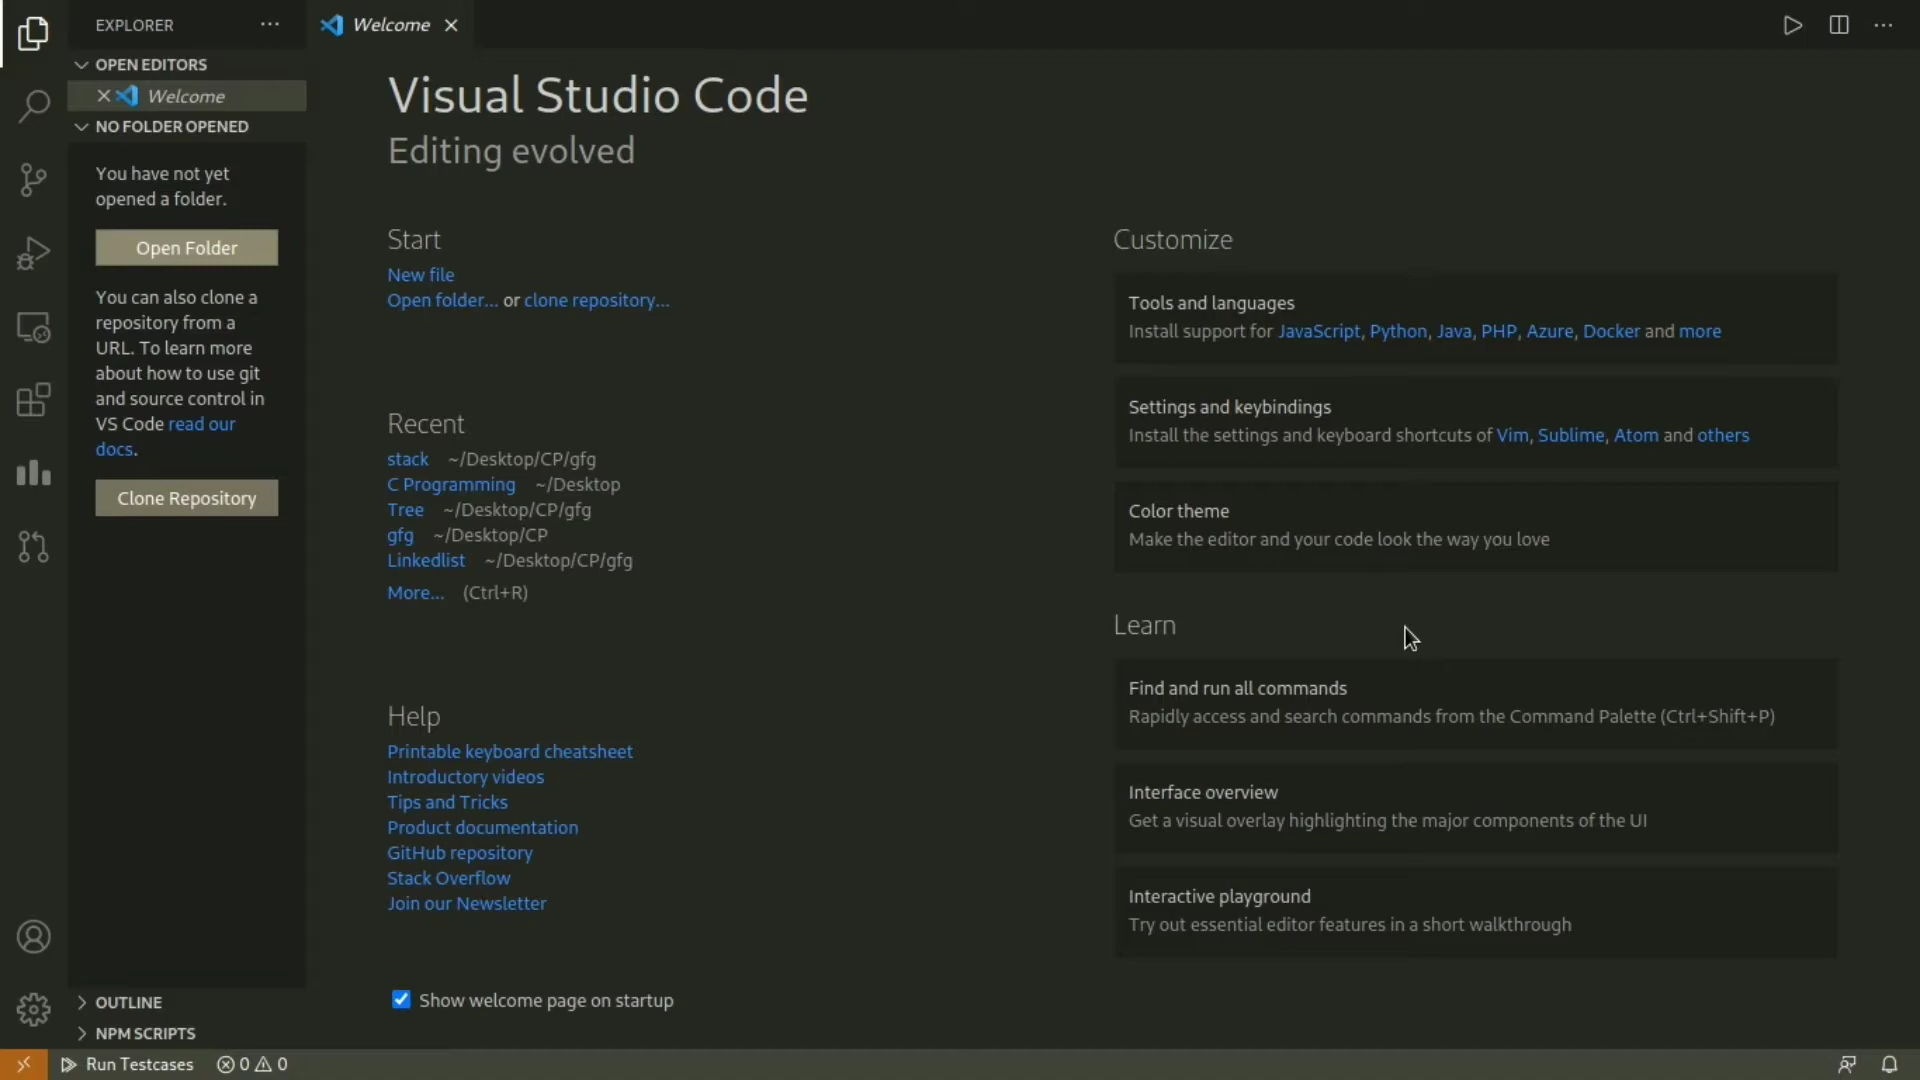 EXPLORER
Welcome
OPEN EDITORS
Welcome
NO FOLDER OPENED
You have not yet
opened a folder.
Open Folder
You can also clone a
repository from a
URL. To learn more
about how to use git
and source control in
VS Code read our
docs.
Clone Repository
OUTLINE
NPM SCRIPTS
Visual Studio Code
Editing evolved
Start
New file
Open folder... or clone repository...
Recent
stack ~/Desktop/CP/gfg
C Programming ~/Desktop
Tree ~/Desktop/CP/gfg
gfg ~/Desktop/CP
Linkedlist ~/Desktop/CP/gfg
More... (Ctrl+R)
Help
Printable keyboard cheatsheet
Introductory videos
Tips and Tricks
Product documentation
GitHub repository
Stack Overflow
Join our Newsletter
Show welcome page on startup
Customize
Tools and languages
Install support for JavaScript, Python, Java, PHP, Azure, Docker and more
Settings and keybindings
Install the settings and keyboard shortcuts of Vim, Sublime, Atom and others
Color theme
Make the editor and your code look the way you love
Learn
Find and run all commands
Rapidly access and search commands from the Command Palette (Ctrl+Shift+P)
Interface overview
Get a visual overlay highlighting the major components of the UI
Interactive playground
Try out essential editor features in a short walkthrough
Run Testcases 0 0